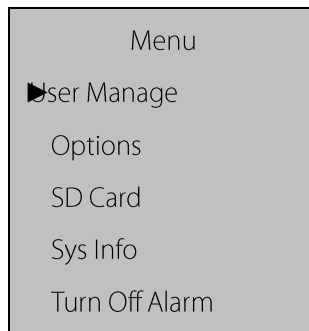 Menu
User Manage
Options
SD Card
Sys Info
Turn Off Alarm